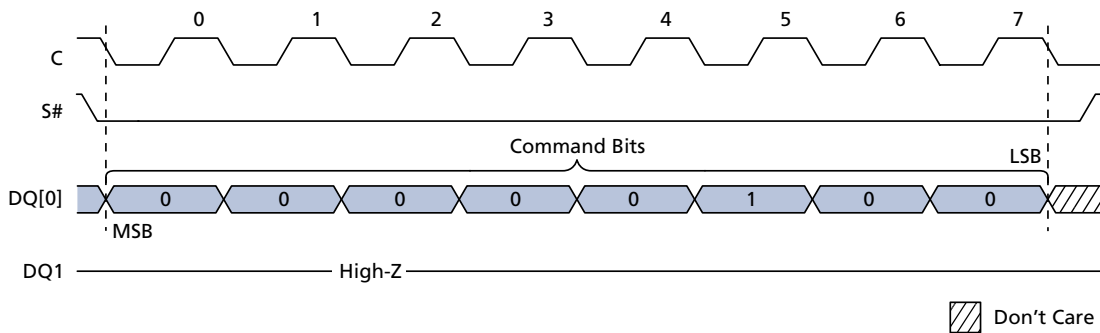 0 1 2 3 4 5 6 7
C
S#
Command Bits
LSB
DQ[0] 0 0 0 0 0 1 0 0
MSB
DQ1 High-Z
Don't Care